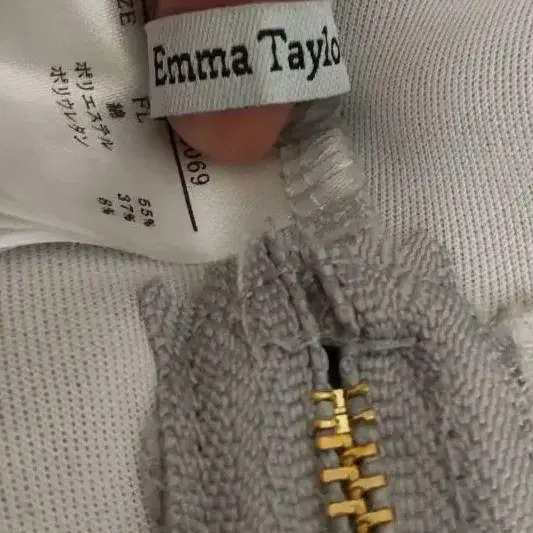 Emma Taylo
ZE
FL
069
ポリエステル 55%
綿 37%
ポリウレタン 8%